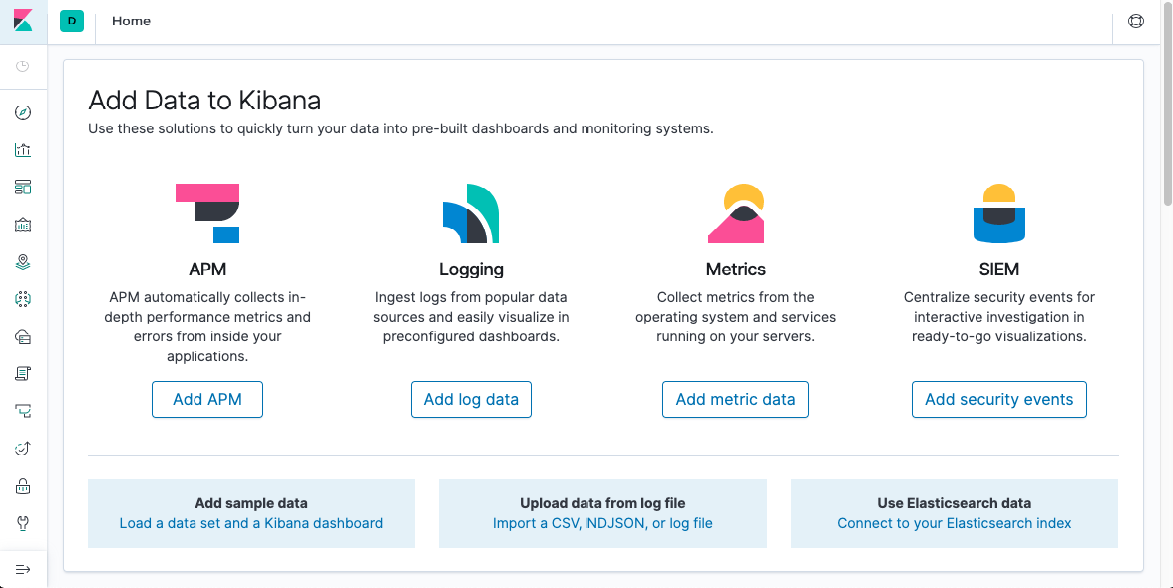 D
Home
Add Data to Kibana
Use these solutions to quickly turn your data into pre-built dashboards and monitoring systems.
APM
APM automatically collects in-
depth performance metrics and
errors from inside your
applications.
Add APM
Logging
Ingest logs from popular data
sources and easily visualize in
preconfigured dashboards.
Add log data
Metrics
Collect metrics from the
operating system and services
running on your servers.
Add metric data
SIEM
Centralize security events for
interactive investigation in
ready-to-go visualizations.
Add security events
Add sample data
Load a data set and a Kibana dashboard
Upload data from log file
Import a CSV, NDJSON, or log file
Use Elasticsearch data
Connect to your Elasticsearch index